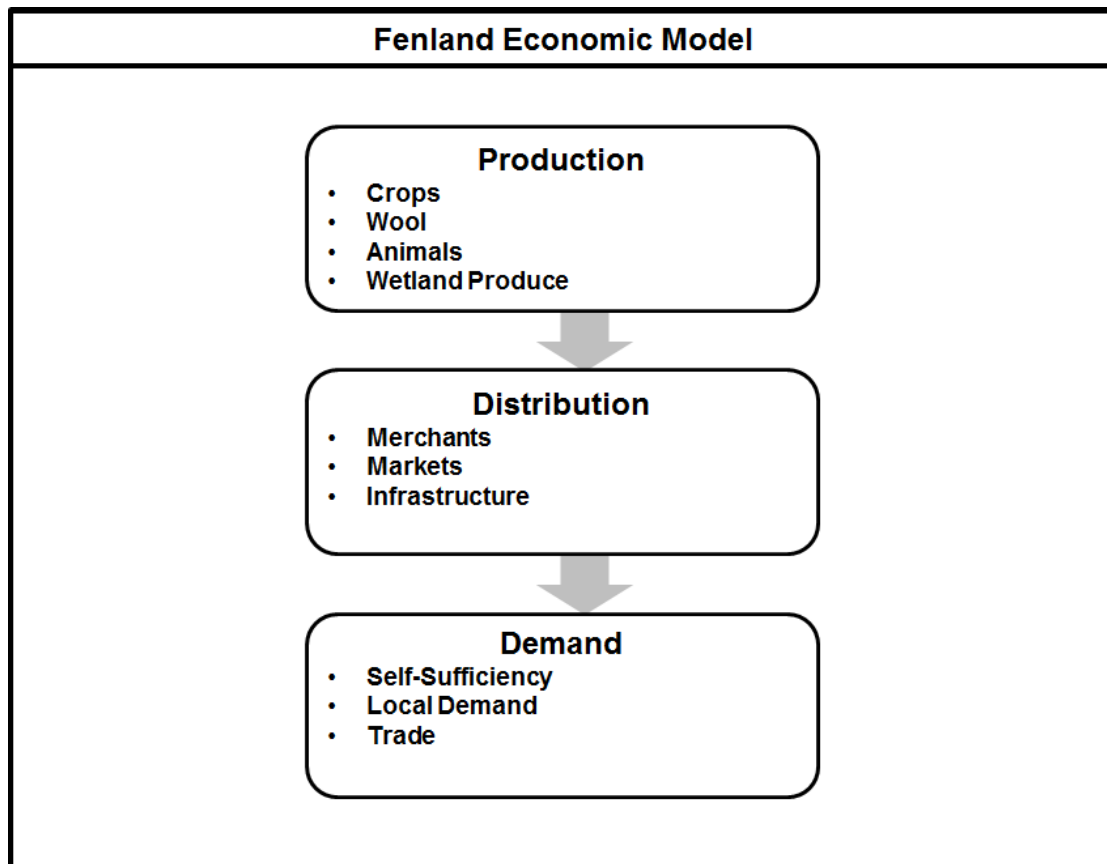 Fenland Economic Model
Production
• Crops
• Wool
• Animals
• Wetland Produce
Distribution
• Merchants
• Markets
• Infrastructure
Demand
• Self-Sufficiency
• Local Demand
• Trade